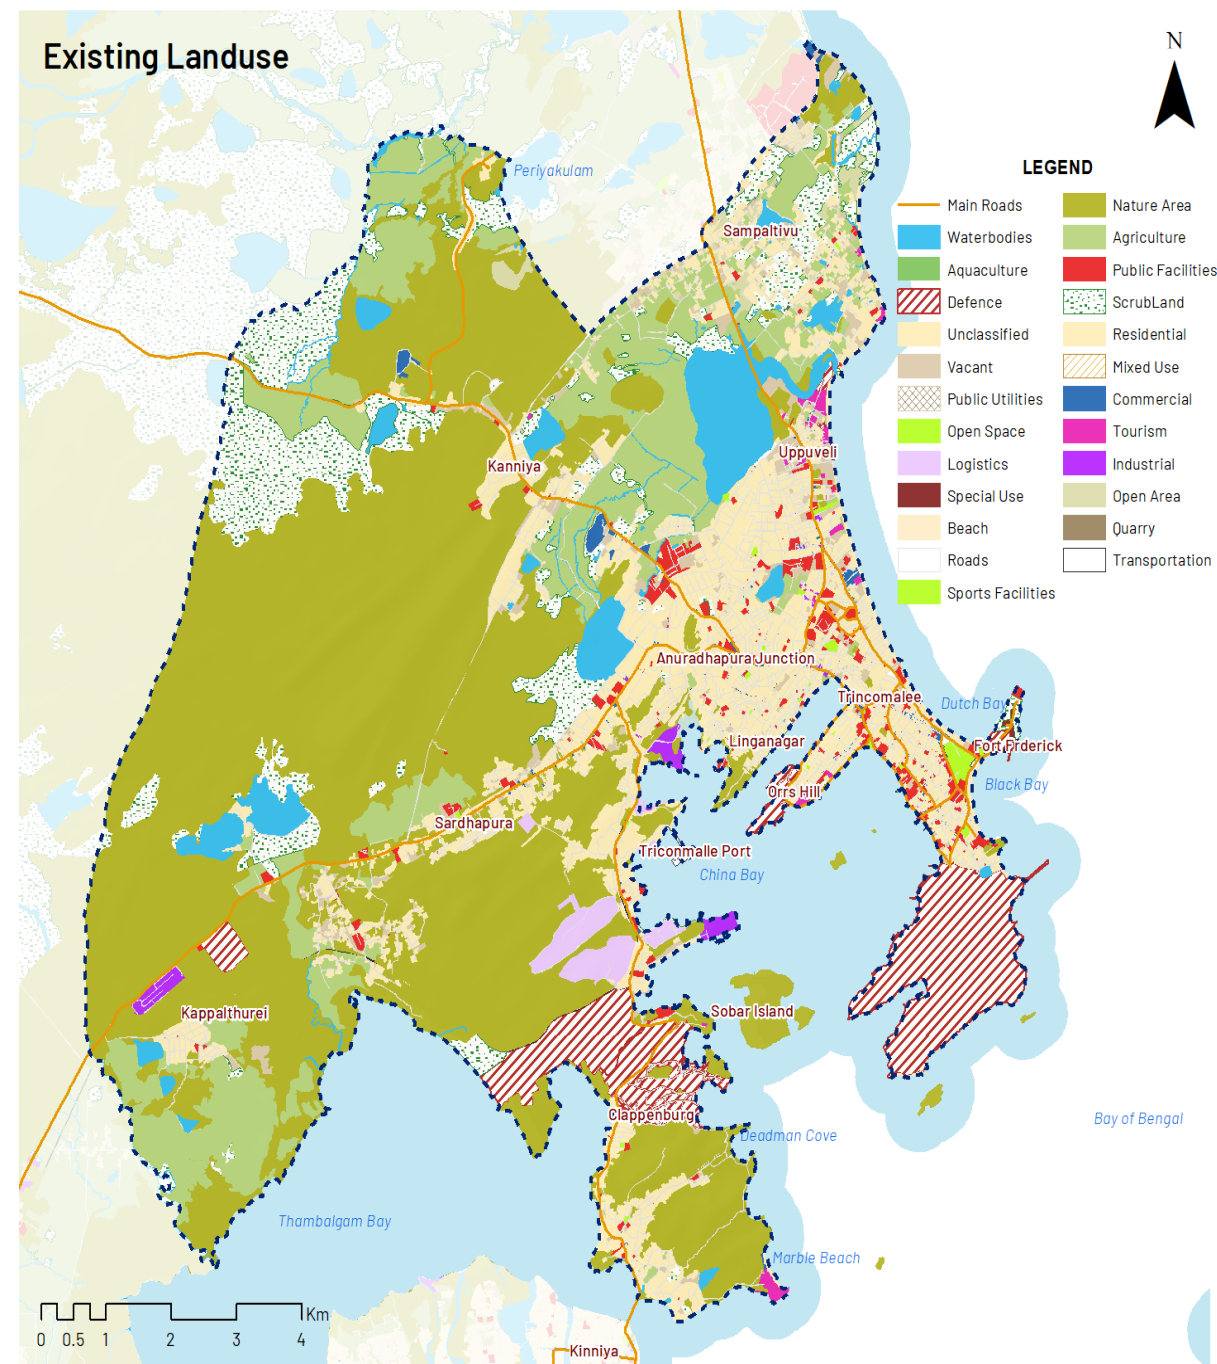 Existing Landuse
N
LEGEND
Main Roads
Nature Area
Waterbodies
Agriculture
Aquaculture
Public Facilities
Defence
ScrubLand
Unclassified
Residential
Vacant
Mixed Use
Public Utilities
Commercial
Open Space
Tourism
Logistics
Industrial
Special Use
Open Area
Beach
Quarry
Roads
Transportation
Sports Facilities
Periyakulam
Sampaltivu
Uppuveli
Kanniya
Anuradhapura Junction
Trincomalee
Dutch Bay
Linganagar
Fort Frderick
Orrs Hill
Black Bay
Sardhapura
Triconmalle Port
China Bay
Kappalthurei
Sobar Island
Clappenburg
Deadman Cove
Bay of Bengal
Thambalgam Bay
Marble Beach
Km
0 0.5 1 2 3 4
Kinniya